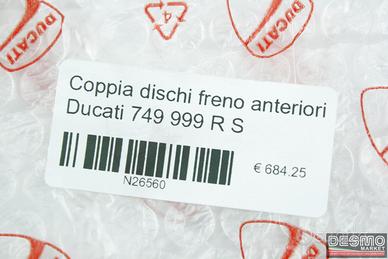 DUCATI
DUCATI
Coppia dischi freno anteriori
Ducati 749 999 R S
N26560
€ 684.25
DESMO
MARKET